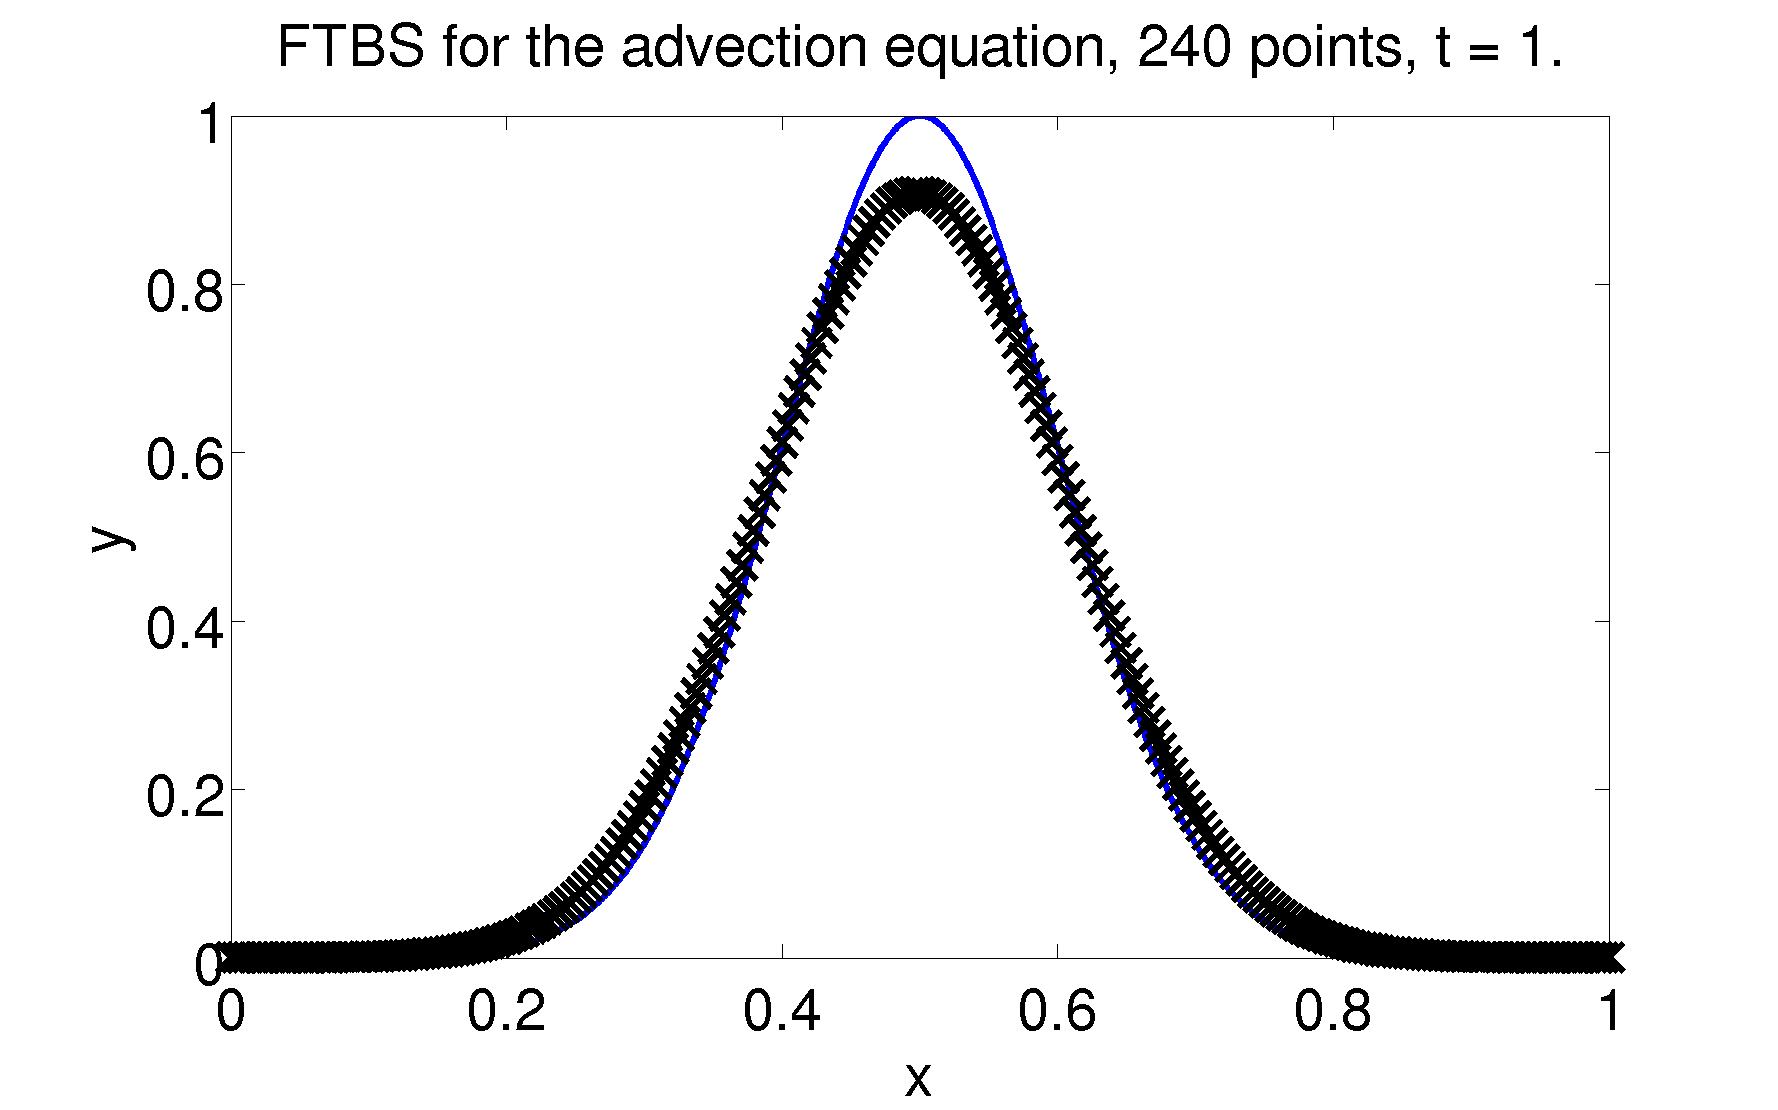 FTBS for the advection equation, 240 points, t = 1.
1
0.8
0.6
0.4
0.2
0
y
0 0.2 0.4 0.6 0.8 1
x